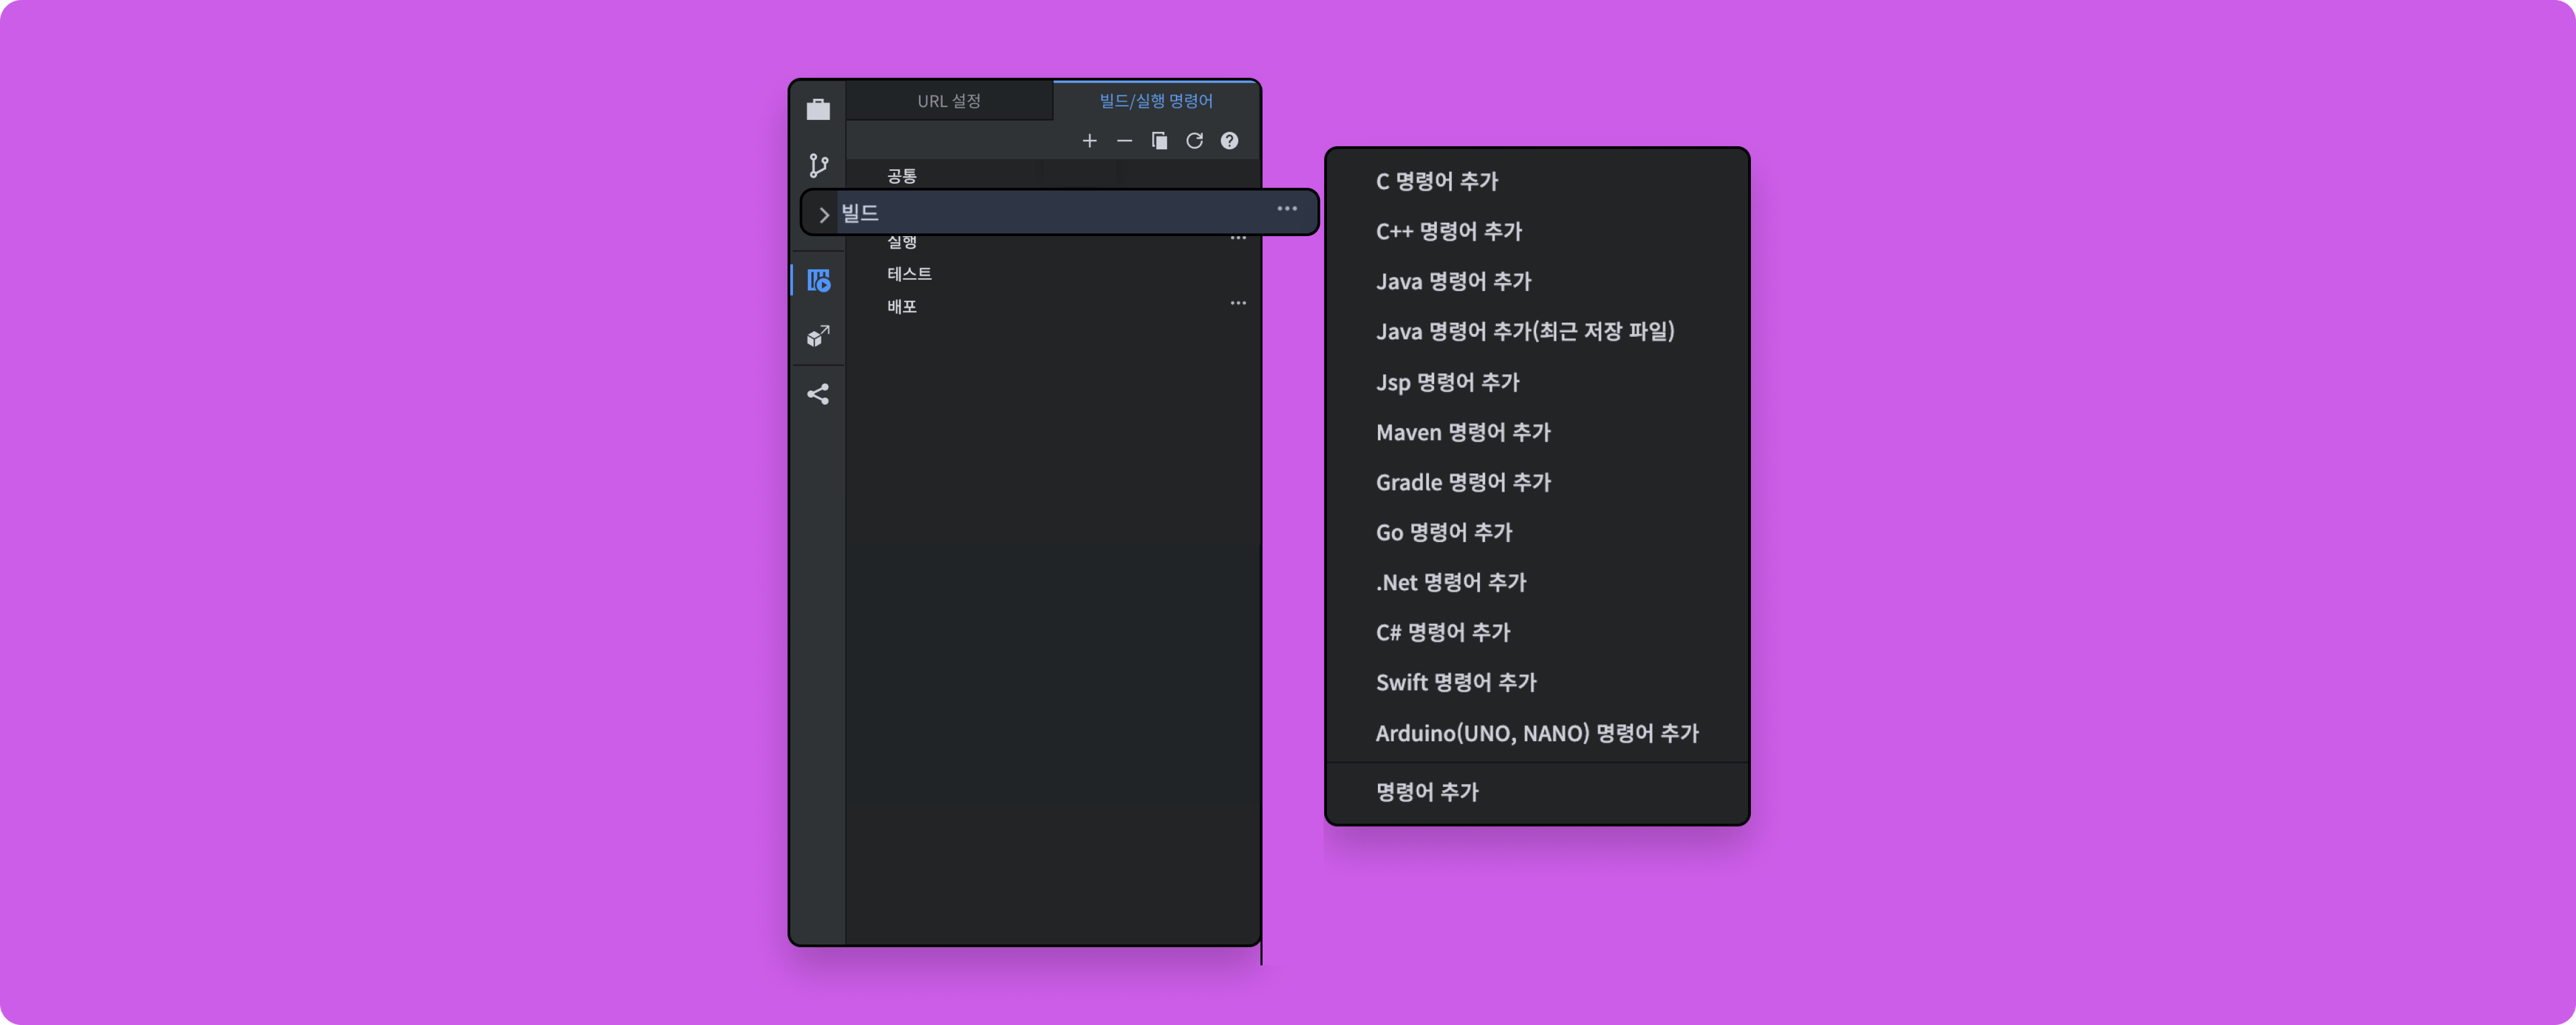 URL 설정
빌드/실행 명령어
공통
빌드
실행
테스트
배포
C 명령어 추가
C++ 명령어 추가
Java 명령어 추가
Java 명령어 추가(최근 저장 파일)
Jsp 명령어 추가
Maven 명령어 추가
Gradle 명령어 추가
Go 명령어 추가
.Net 명령어 추가
C# 명령어 추가
Swift 명령어 추가
Arduino(UNO, NANO) 명령어 추가
명령어 추가